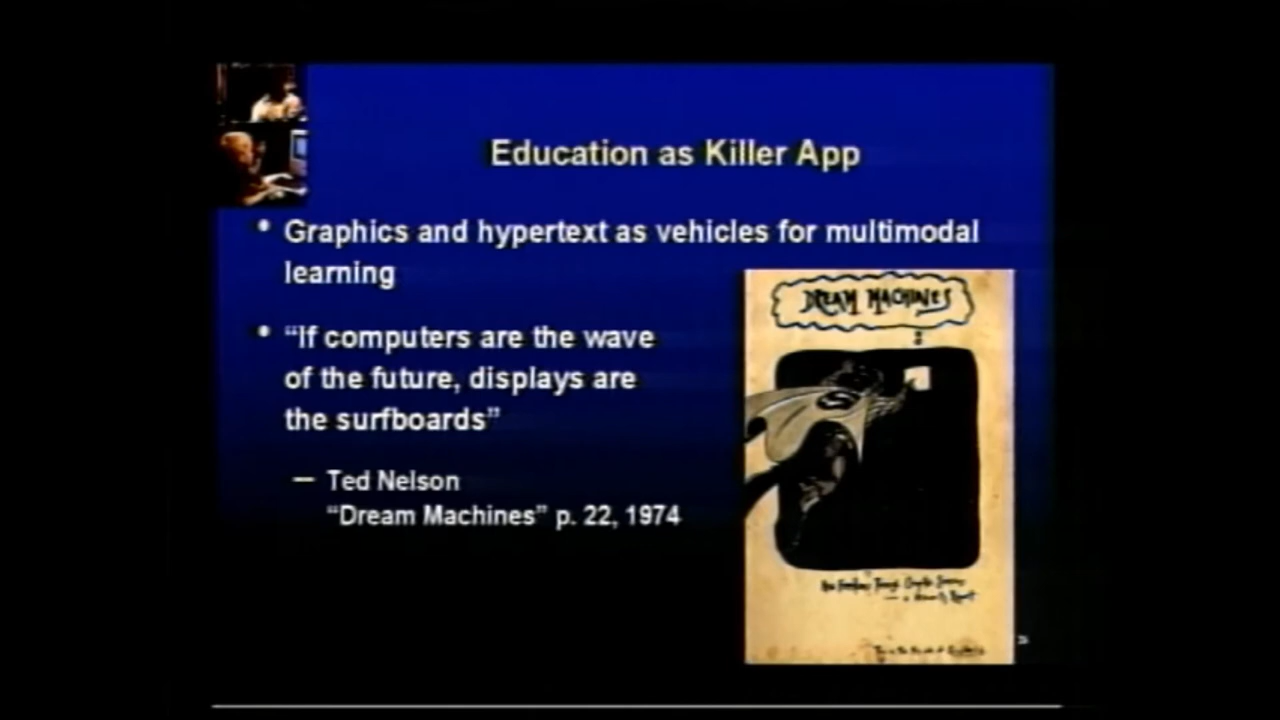 Education as Killer App
• Graphics and hypertext as vehicles for multimodal
learning
• “If computers are the wave
of the future, displays are
the surfboards”
– Ted Nelson
“Dream Machines” p. 22, 1974
DREAM MACHINES